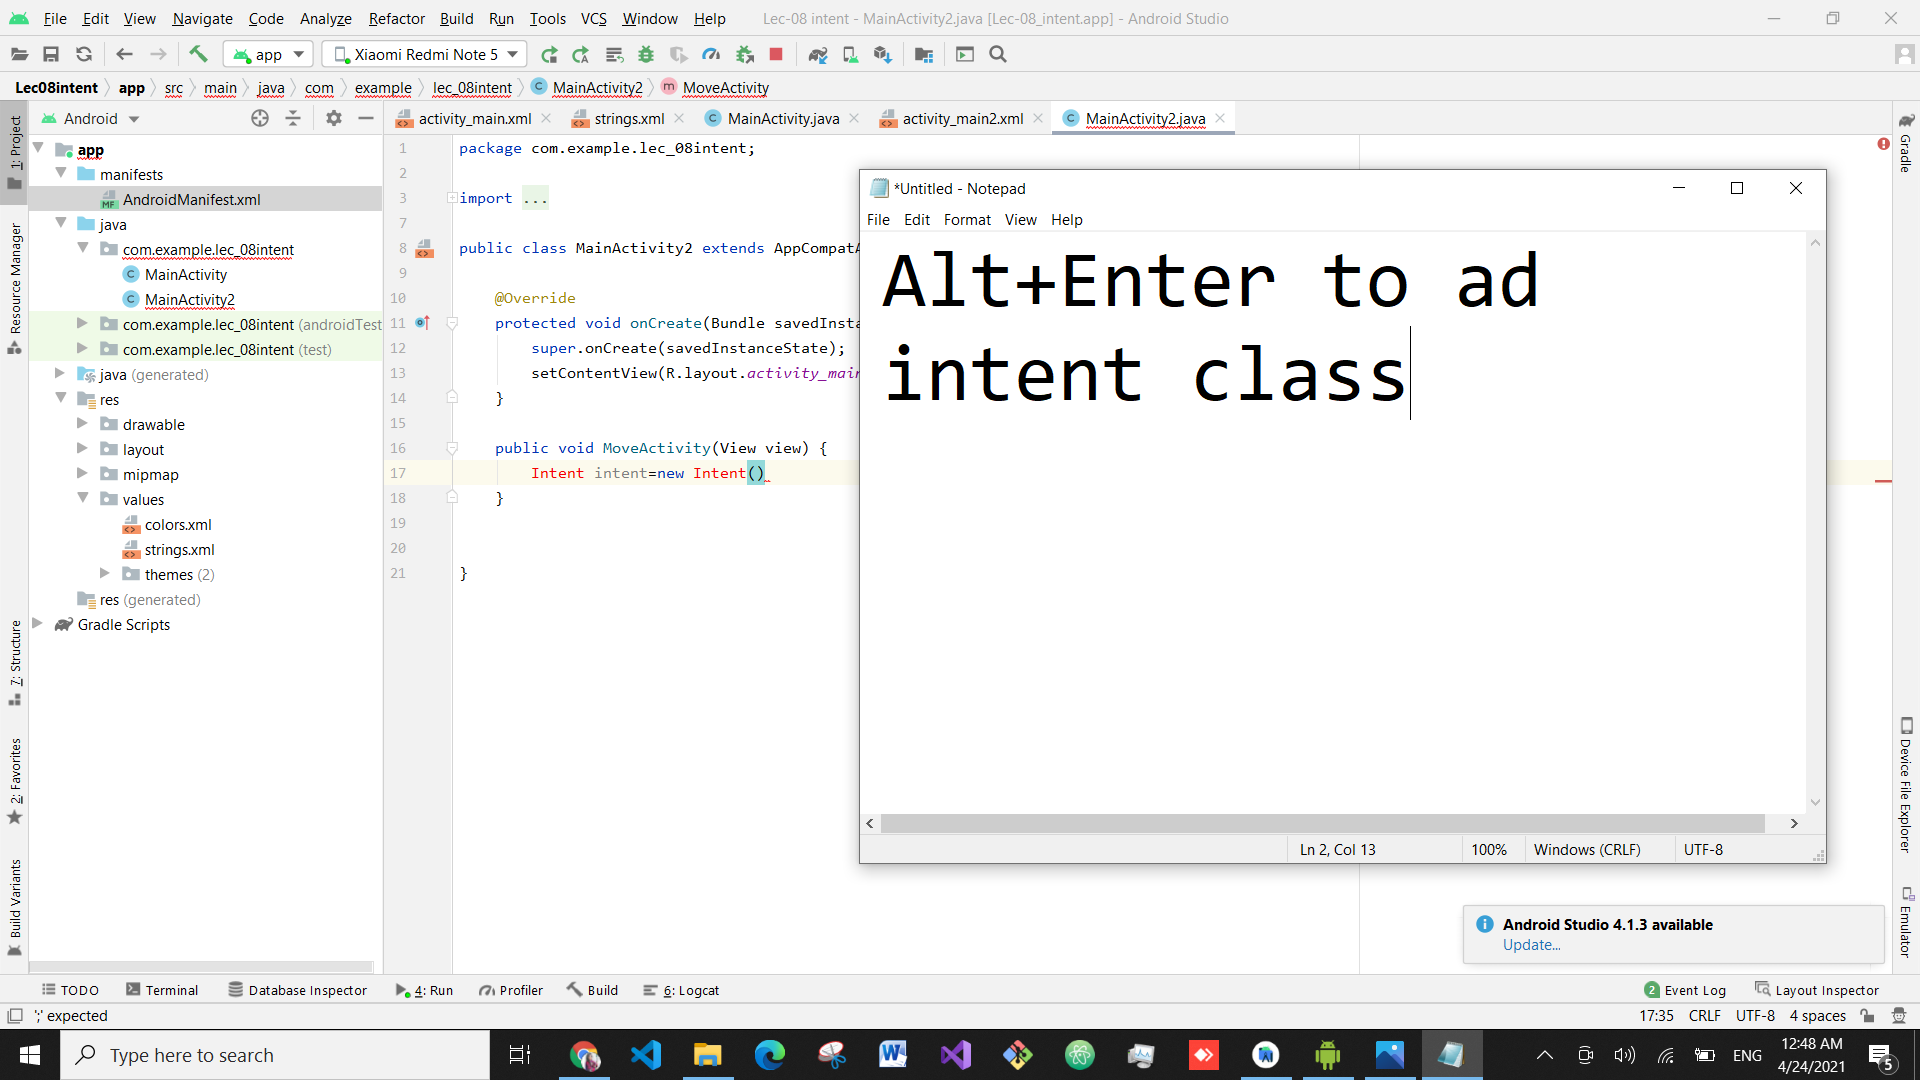 File Edit View Navigate Code Analyze Refactor Build Run Tools VCS Window Help Lec-08 intent - MainActivity2.java [Lec-08_intent.app] - Android Studio
app Xiaomi Redmi Note 5
Lec08intent app src main java com example lec_08intent MainActivity2 MoveActivity
Android
activity_main.xml strings.xml MainActivity.java activity_main2.xml MainActivity2.java
1: Project
Resource Manager
7: Structure
2: Favorites
Build Variants
app
manifests
AndroidManifest.xml
java
com.example.lec_08intent
MainActivity
MainActivity2
com.example.lec_08intent (androidTest
com.example.lec_08intent (test)
java (generated)
res
drawable
layout
mipmap
values
colors.xml
strings.xml
themes (2)
res (generated)
Gradle Scripts
1 package com.example.lec_08intent;
2
3 import ...
7
8 public class MainActivity2 extends AppCompatA
9
10 @Override
11 protected void onCreate(Bundle savedInsta
12 super.onCreate(savedInstanceState);
13 setContentView(R.layout.activity_main
14 }
15
16 public void MoveActivity(View view) {
17 Intent intent=new Intent()
18 }
19
20
21 }
*Untitled - Notepad
File Edit Format View Help
Alt+Enter to ad
intent class
Ln 2, Col 13 100% Windows (CRLF) UTF-8
Gradle
Device File Explorer
Emulator
Android Studio 4.1.3 available
Update...
TODO Terminal Database Inspector 4: Run Profiler Build 6: Logcat 2 Event Log Layout Inspector
';' expected 17:35 CRLF UTF-8 4 spaces
Type here to search ENG 12:48 AM
4/24/2021 5